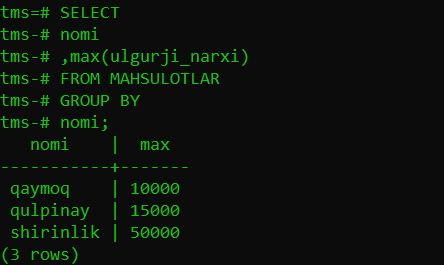 tms=# SELECT
tms-# nomi
tms-# ,max(ulgurji_narxi)
tms-# FROM MAHSULOTLAR
tms-# GROUP BY
tms-# nomi;
   nomi    |  max
-----------+-------
 qaymoq    | 10000
 qulpinay  | 15000
 shirinlik | 50000
(3 rows)